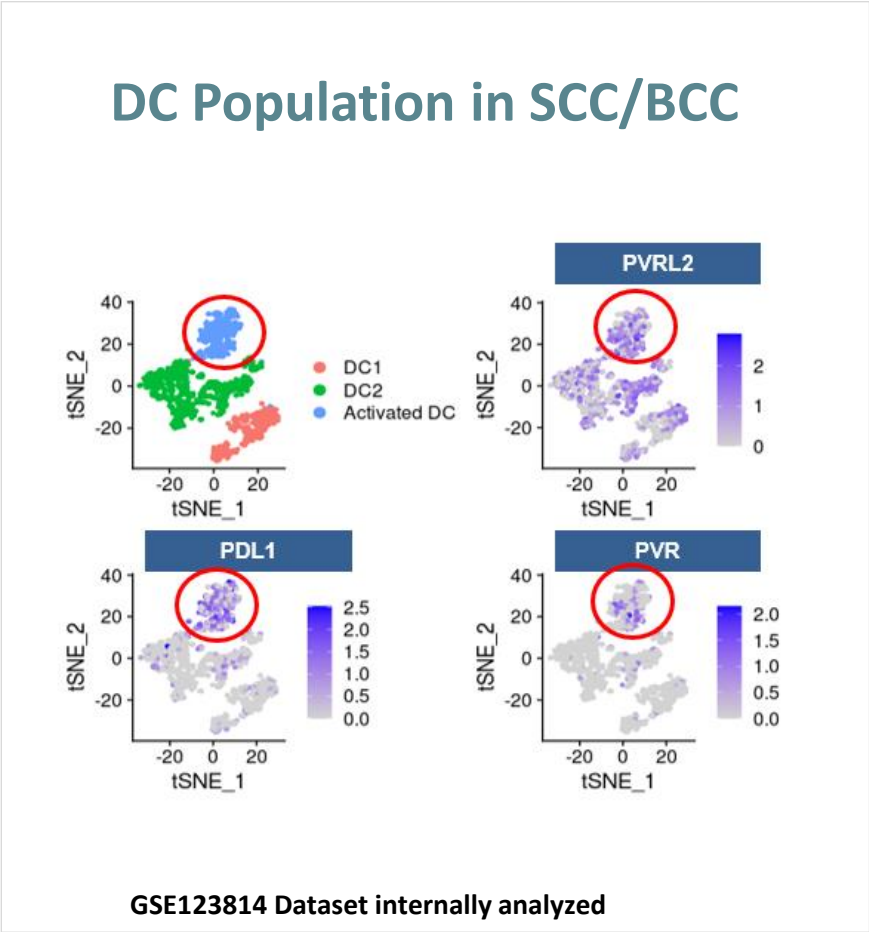 DC Population in SCC/BCC
PVRL2
40
20
0
-20
tSNE_2
-20 0 20
tSNE_1
DC1
DC2
Activated DC
40
20
0
-20
tSNE_2
-20 0 20
tSNE_1
2
1
0
PDL1
PVR
40
20
0
-20
tSNE_2
-20 0 20
tSNE_1
2.5
2.0
1.5
1.0
0.5
0.0
40
20
0
-20
tSNE_2
-20 0 20
tSNE_1
2.0
1.5
1.0
0.5
0.0
GSE123814 Dataset internally analyzed